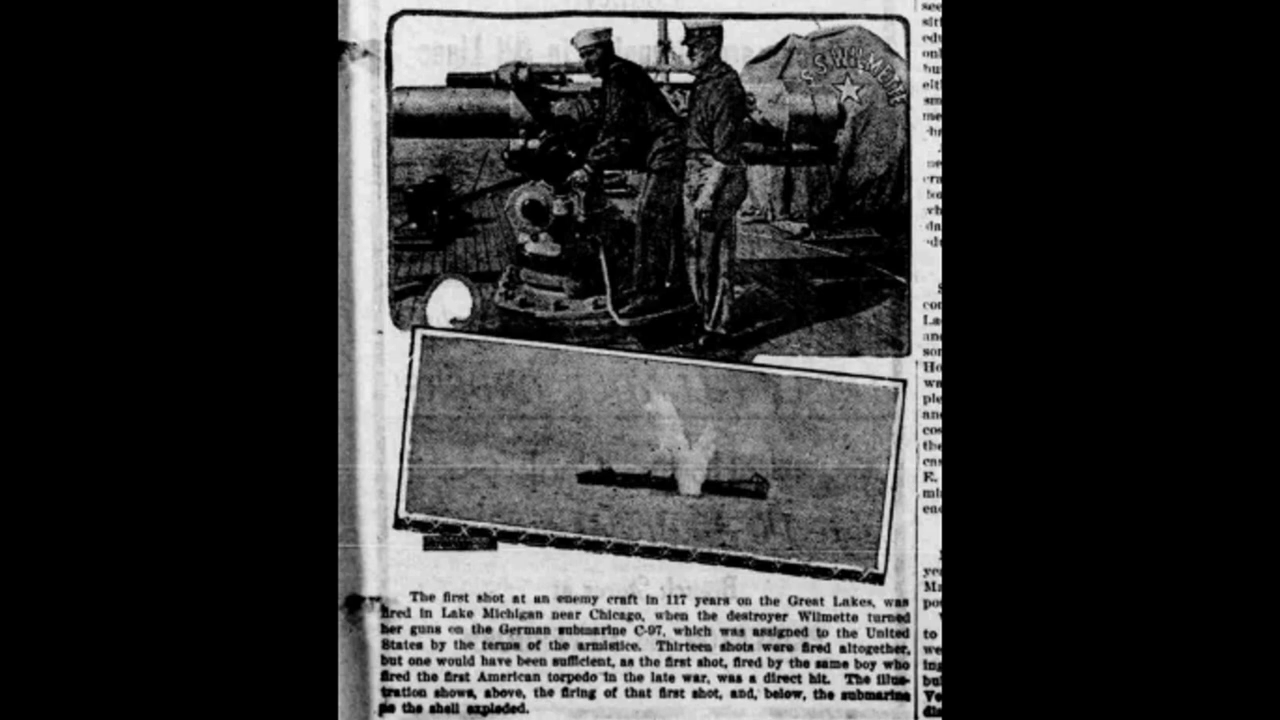 S S WILMETTE
The first shot at an enemy craft in 117 years on the Great Lakes, was
fired in Lake Michigan near Chicago, when the destroyer Wilmette turned
her guns on the German submarine C-97, which was assigned to the United
States by the terms of the armistice. Thirteen shots were fired altogether,
but one would have been sufficient, as the first shot, fired by the same boy who
fired the first American torpedo in the late war, was a direct hit. The illus-
tration shows, above, the firing of that first shot, and, below, the submarine
as the shell exploded.